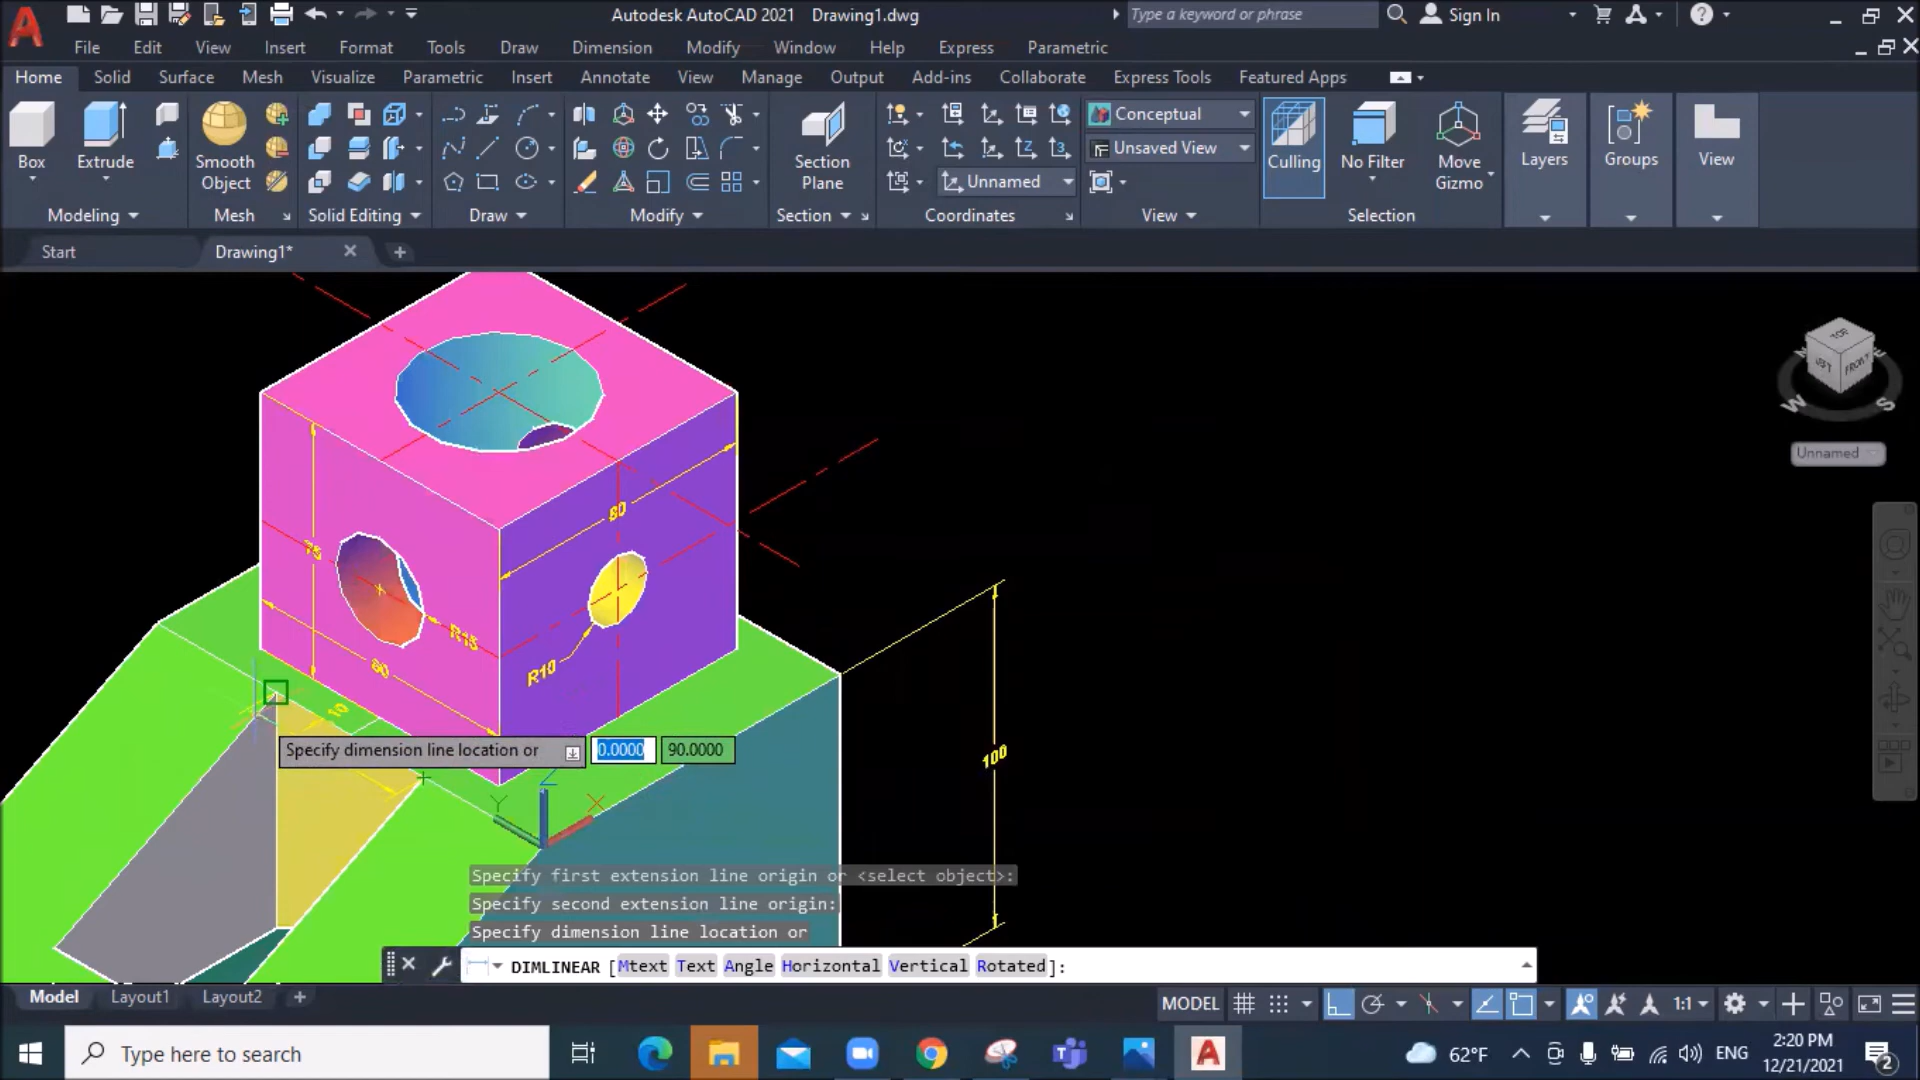 Autodesk AutoCAD 2021 Drawing1.dwg
Type a keyword or phrase
Sign In
File Edit View Insert Format Tools Draw Dimension Modify Window Help Express Parametric
Home Solid Surface Mesh Visualize Parametric Insert Annotate View Manage Output Add-ins Collaborate Express Tools Featured Apps
Box
Extrude
Smooth
Object
Section
Plane
Conceptual
Unsaved View
Unnamed
Culling
No Filter
Move
Gizmo
Layers
Groups
View
Modeling
Mesh
Solid Editing
Draw
Modify
Section
Coordinates
View
Selection
Start
Drawing1*
TOP
LEFT
FRONT
W
S
Unnamed
80
75
R15
80
R10
10
100
Specify dimension line location or 0.0000 90.0000
Y
X
Z
Specify first extension line origin or <select object>:
Specify second extension line origin:
Specify dimension line location or
DIMLINEAR [Mtext Text Angle Horizontal Vertical Rotated]:
Model Layout1 Layout2
MODEL
1:1
Type here to search
62°F
ENG
2:20 PM
12/21/2021
2